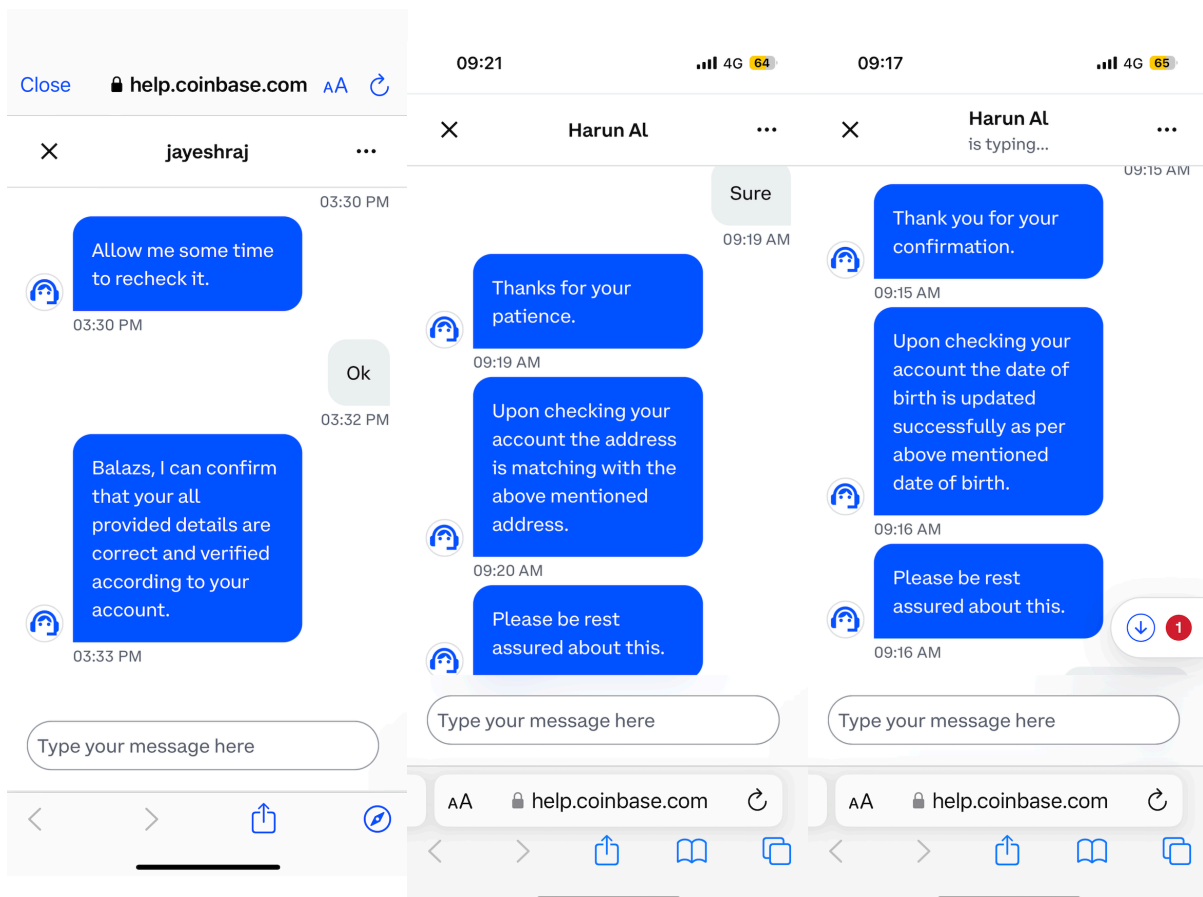 Close
help.coinbase.com
AA
jayeshraj
03:30 PM
Allow me some time
to recheck it.
03:30 PM
Ok
03:32 PM
Balazs, I can confirm
that your all
provided details are
correct and verified
according to your
account.
03:33 PM
Type your message here
09:21
4G
64
Harun Al
Sure
09:19 AM
Thanks for your
patience.
09:19 AM
Upon checking your
account the address
is matching with the
above mentioned
address.
09:20 AM
Please be rest
assured about this.
Type your message here
AA
help.coinbase.com
09:17
4G
65
Harun Al
is typing...
09:15 AM
Thank you for your
confirmation.
09:15 AM
Upon checking your
account the date of
birth is updated
successfully as per
above mentioned
date of birth.
09:16 AM
Please be rest
assured about this.
1
09:16 AM
Type your message here
AA
help.coinbase.com